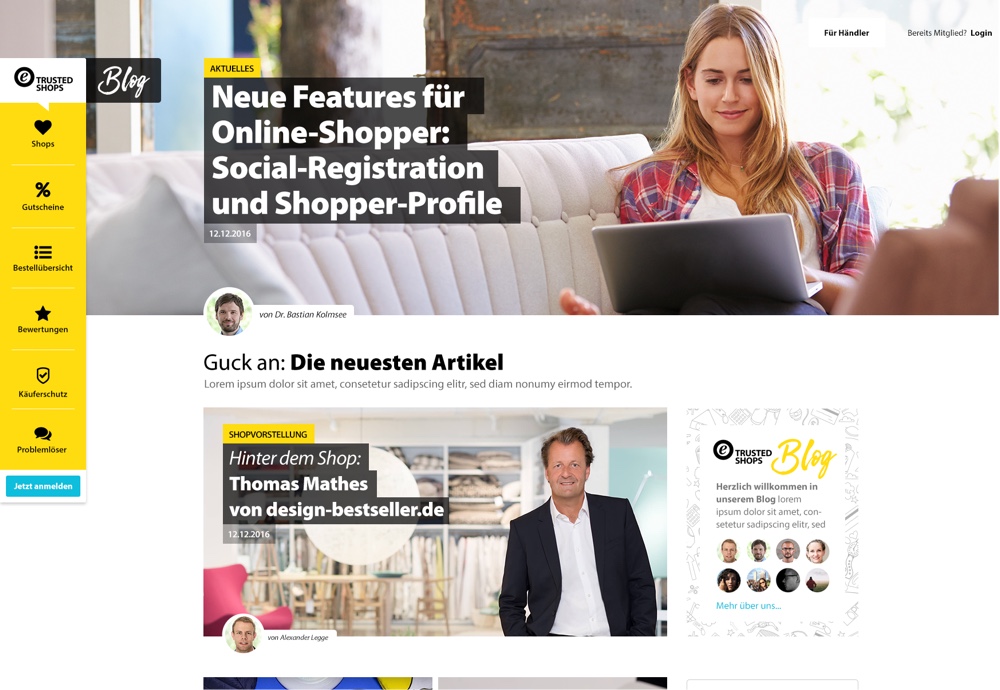 Für Händler
Bereits Mitglied? Login
e TRUSTED
SHOPS
Blog
Shops
Gutscheine
Bestellübersicht
Bewertungen
Käuferschutz
Problemlöser
Jetzt anmelden
AKTUELLES
Neue Features für
Online-Shopper:
Social-Registration
und Shopper-Profile
12.12.2016
von Dr. Bastian Kolmsee
Guck an: Die neuesten Artikel
Lorem ipsum dolor sit amet, consetetur sadipscing elitr, sed diam nonumy eirmod tempor.
SHOPVORSTELLUNG
Hinter dem Shop:
Thomas Mathes
von design-bestseller.de
12.12.2016
von Alexander Legge
e TRUSTED
SHOPS
Blog
Herzlich willkommen in
unserem Blog lorem
ipsum dolor sit amet, con-
setetur sadipscing elitr, sed
Mehr über uns...